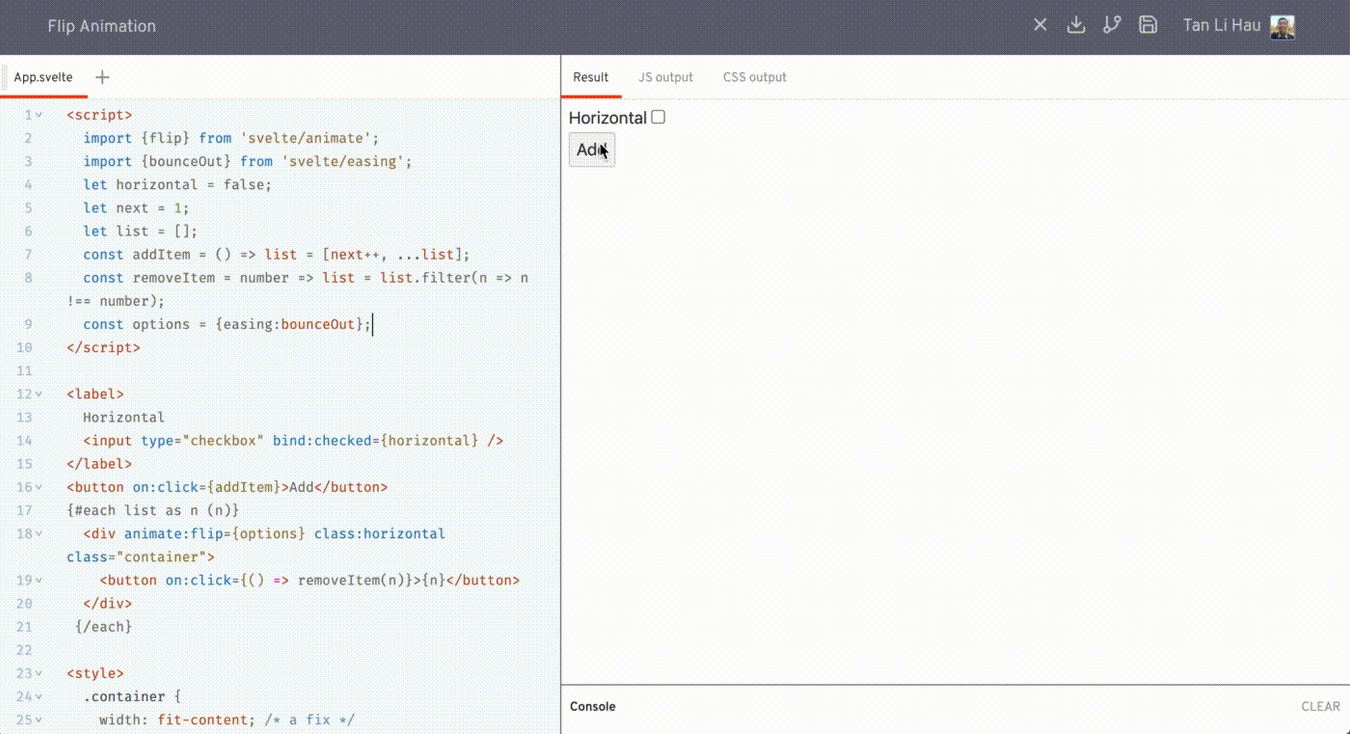 Flip Animation
Tan Li Hau
App.svelte
Result JS output CSS output
1 <script>
2 import {flip} from 'svelte/animate';
3 import {bounceOut} from 'svelte/easing';
4 let horizontal = false;
5 let next = 1;
6 let list = [];
7 const addItem = () => list = [next++, ...list];
8 const removeItem = number => list = list.filter(n => n
!== number);
9 const options = {easing:bounceOut};
10 </script>
11
12 <label>
13 Horizontal
14 <input type="checkbox" bind:checked={horizontal} />
15 </label>
16 <button on:click={addItem}>Add</button>
17 {#each list as n (n)}
18 <div animate:flip={options} class:horizontal
class="container">
19 <button on:click={() => removeItem(n)}>{n}</button>
20 </div>
21 {/each}
22
23 <style>
24 .container {
25 width: fit-content; /* a fix */
Horizontal
Add
Console
CLEAR